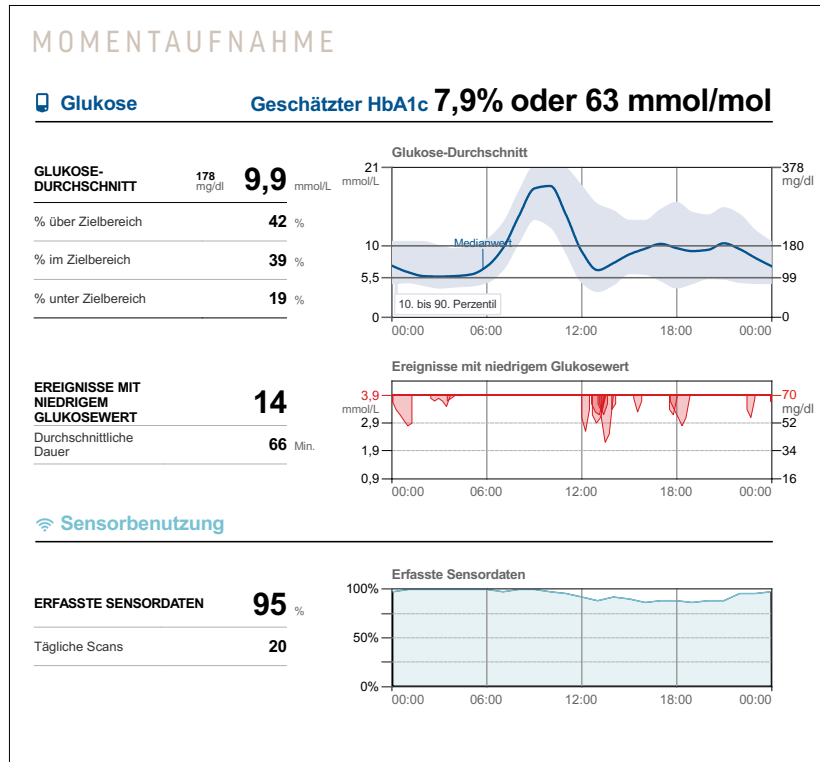 MOMENTAUFNAHME
Glukose
Geschätzter HbA1c 7,9% oder 63 mmol/mol
GLUKOSE-
DURCHSCHNITT
178
mg/dl
9,9 mmol/L
% über Zielbereich 42 %
% im Zielbereich 39 %
% unter Zielbereich 19 %
Glukose-Durchschnitt
21
mmol/L
10
5,5
0
378
mg/dl
180
99
0
Medianwert
10. bis 90. Perzentil
00:00 06:00 12:00 18:00 00:00
EREIGNISSE MIT
NIEDRIGEM
GLUKOSEWERT
14
Durchschnittliche
Dauer
66 Min.
Ereignisse mit niedrigem Glukosewert
3,9
mmol/L
2,9
1,9
0,9
70
mg/dl
52
34
16
00:00 06:00 12:00 18:00 00:00
Sensorbenutzung
ERFASSTE SENSORDATEN 95 %
Tägliche Scans 20
Erfasste Sensordaten
100%
50%
0%
00:00 06:00 12:00 18:00 00:00